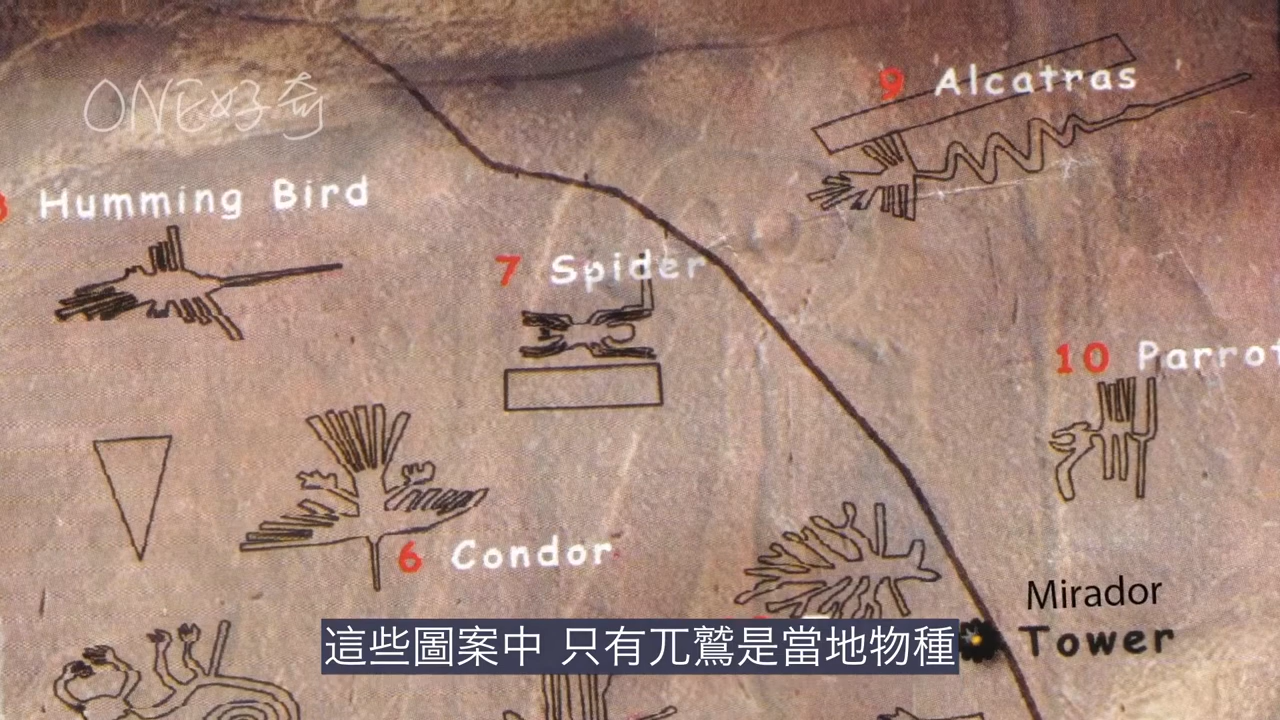 ONE好奇
9 Alcatras
Humming Bird
7 Spider
10 Parrot
6 Condor
Mirador
Tower
這些圖案中 只有兀鷲是當地物種